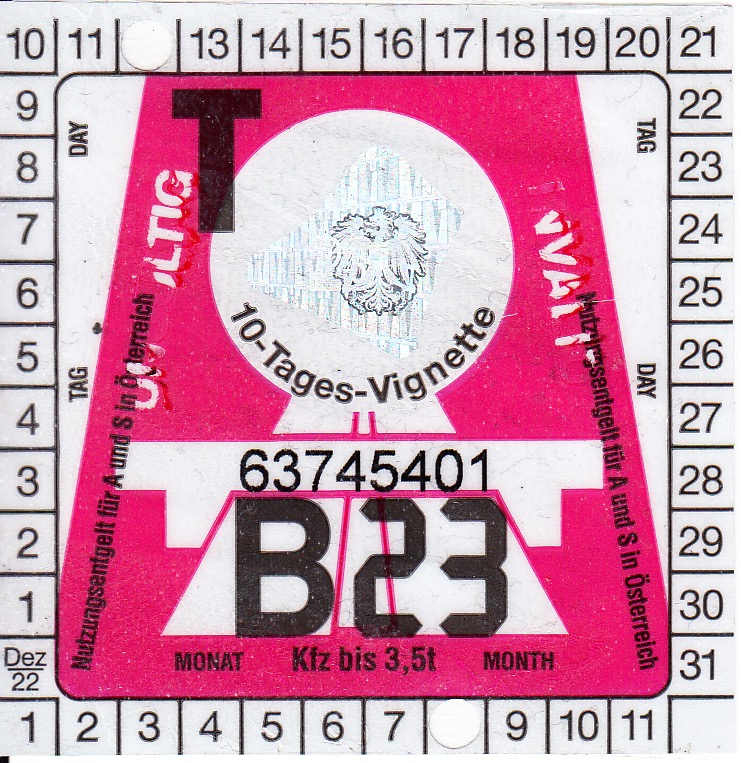 10 11 13 14 15 16 17 18 19 20 21
9 22
8 23
7 24
6 25
5 26
4 27
3 28
2 29
1 30
Dez
22
31
1 2 3 4 5 6 7 9 10 11
DAY
TAG
T
LTIG
10-Tages-Vignette
TAG
DAY
Nutzungsentgelt für A und S in Österreich
Nutzungsentgelt für A und S in Österreich
63745401
B23
MONAT Kfz bis 3,5t MONTH